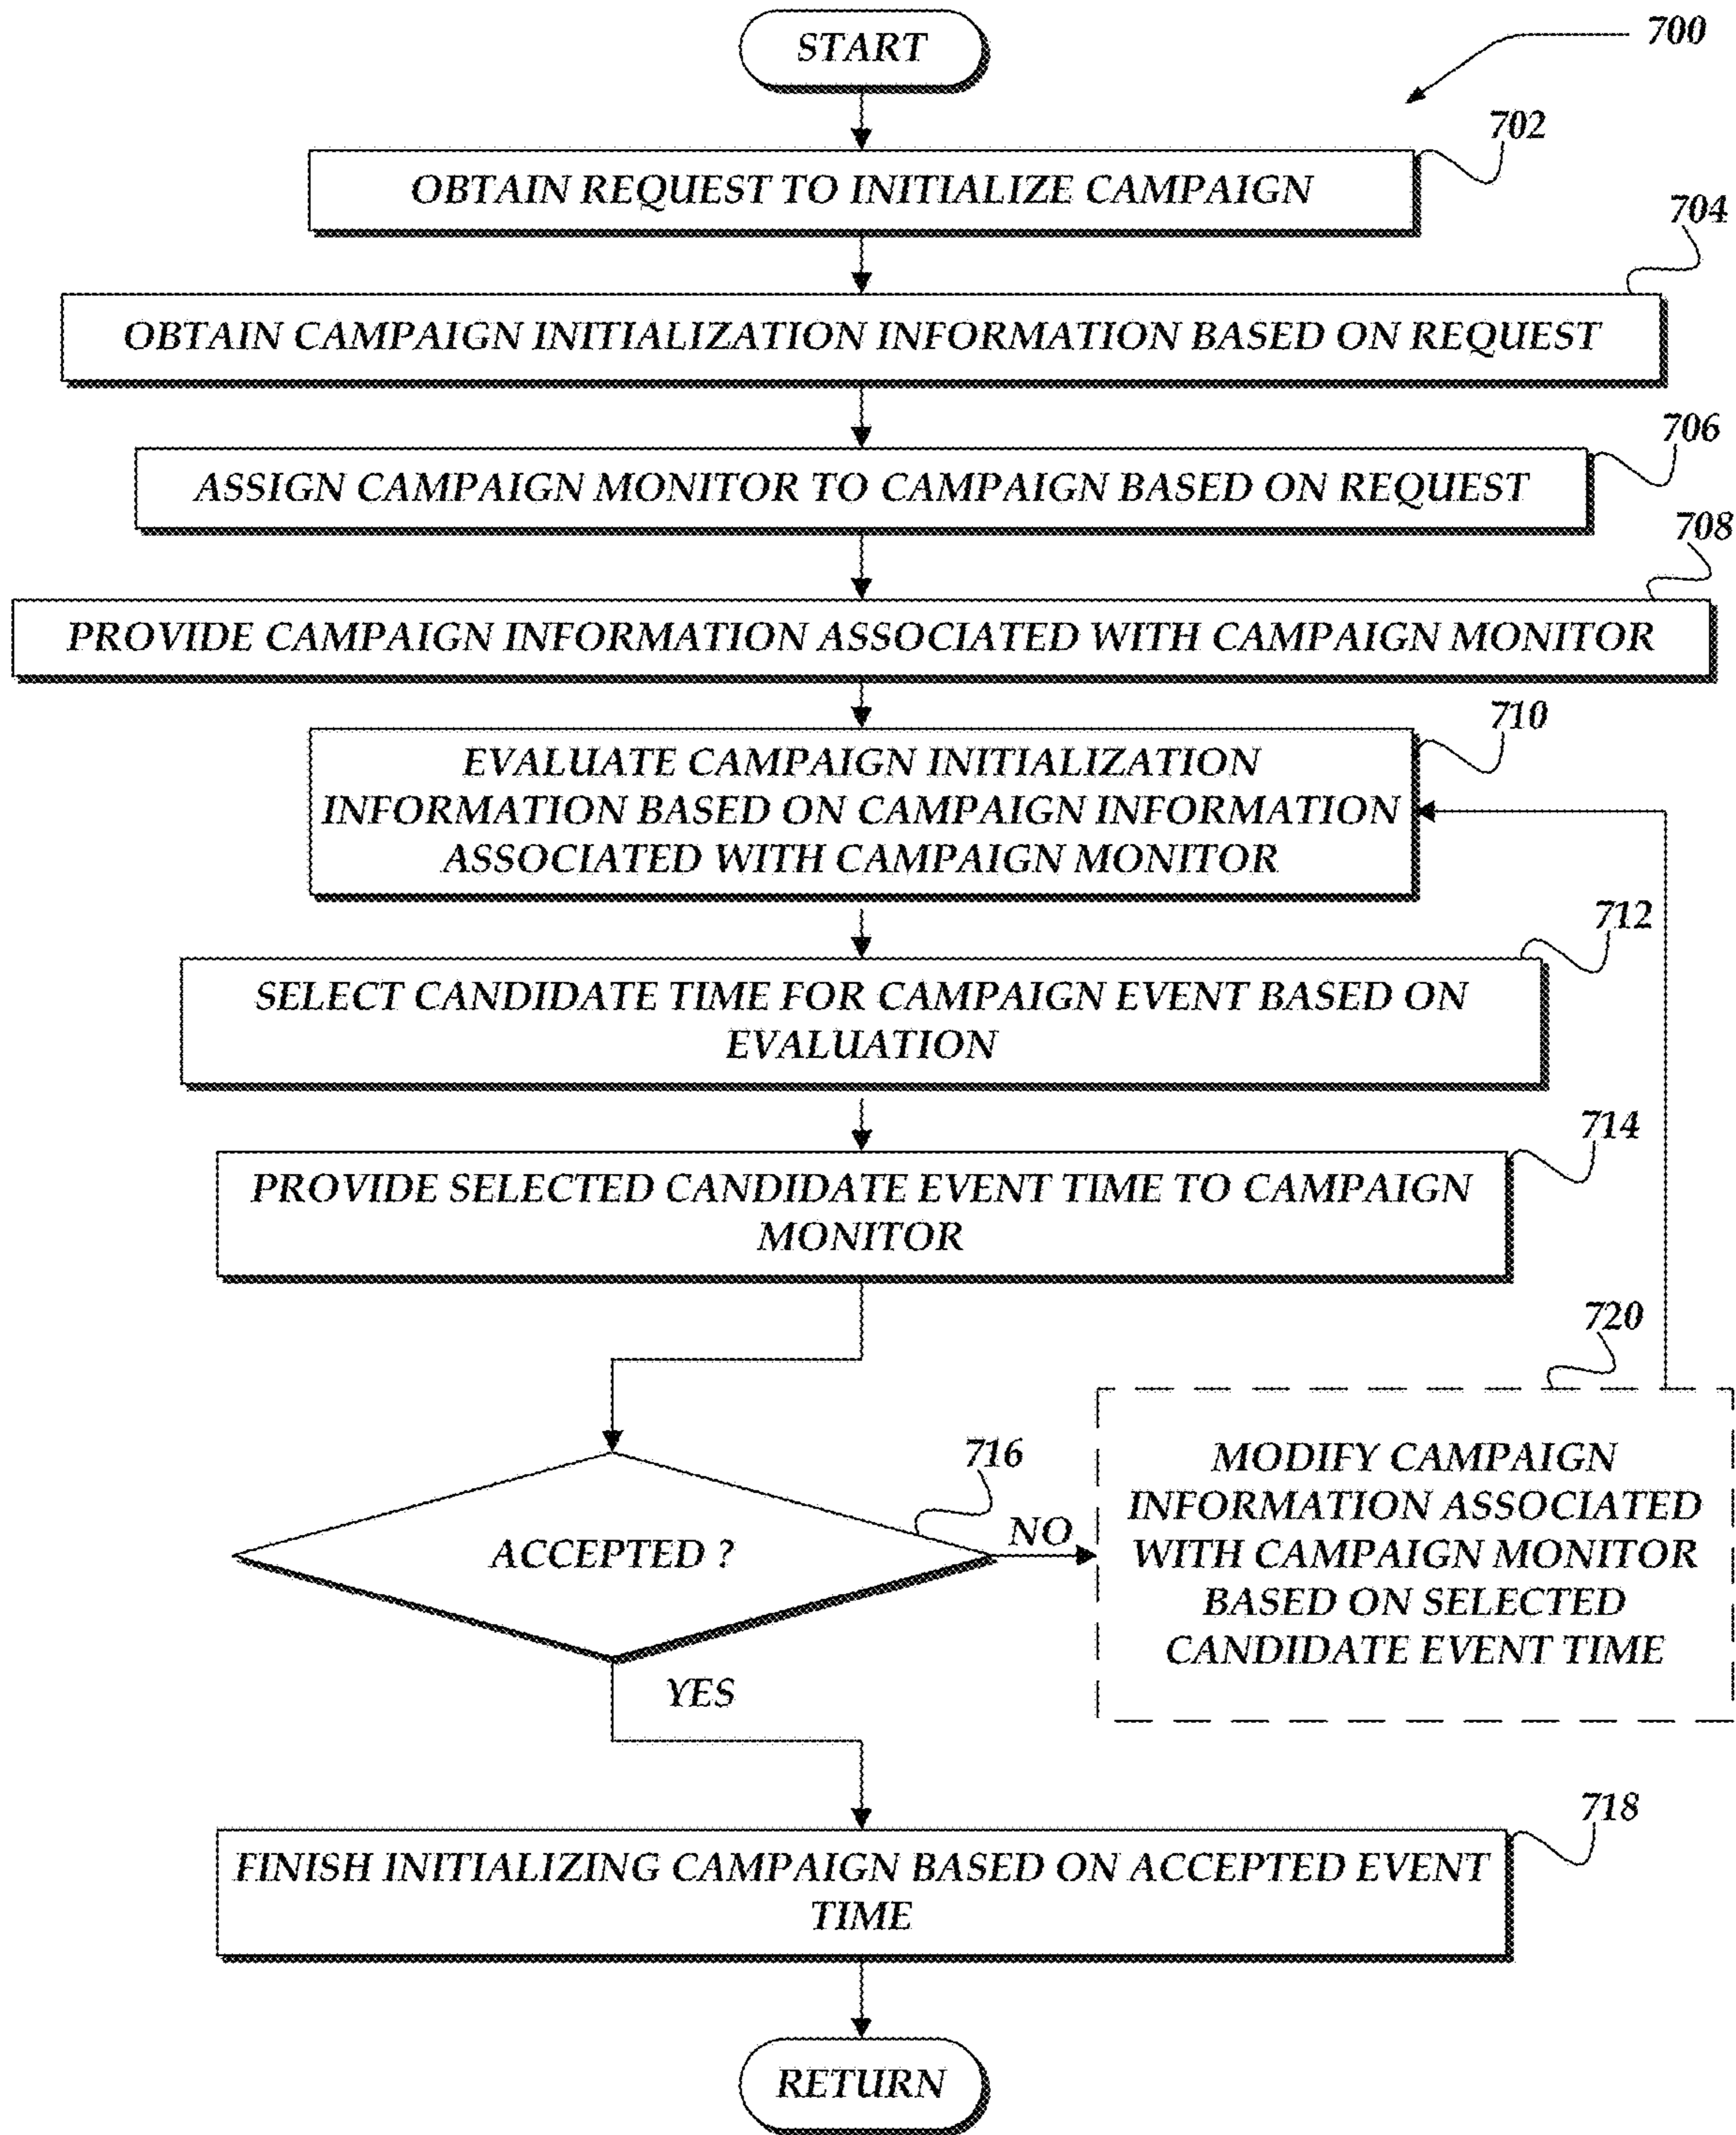 START
700
702
OBTAIN REQUEST TO INITIALIZE CAMPAIGN
704
OBTAIN CAMPAIGN INITIALIZATION INFORMATION BASED ON REQUEST
706
ASSIGN CAMPAIGN MONITOR TO CAMPAIGN BASED ON REQUEST
708
PROVIDE CAMPAIGN INFORMATION ASSOCIATED WITH CAMPAIGN MONITOR
710
EVALUATE CAMPAIGN INITIALIZATION
INFORMATION BASED ON CAMPAIGN INFORMATION
ASSOCIATED WITH CAMPAIGN MONITOR
712
SELECT CANDIDATE TIME FOR CAMPAIGN EVENT BASED ON
EVALUATION
714
PROVIDE SELECTED CANDIDATE EVENT TIME TO CAMPAIGN
MONITOR
716
ACCEPTED ?
NO
720
MODIFY CAMPAIGN
INFORMATION ASSOCIATED
WITH CAMPAIGN MONITOR
BASED ON SELECTED
CANDIDATE EVENT TIME
YES
718
FINISH INITIALIZING CAMPAIGN BASED ON ACCEPTED EVENT
TIME
RETURN